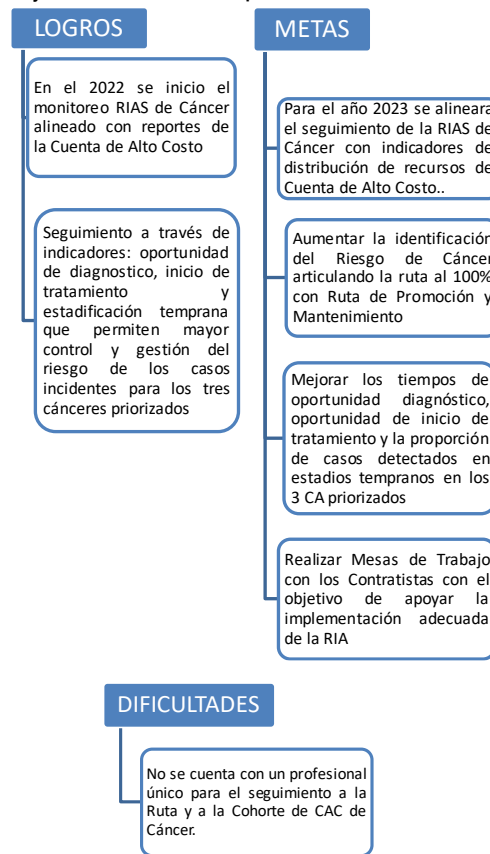 LOGROS
En el 2022 se inicio el
monitoreo RIAS de Cáncer
alineado con reportes de
la Cuenta de Alto Costo
Seguimiento a través de
indicadores: oportunidad
de diagnostico, inicio de
tratamiento y
estadificación temprana
que permiten mayor
control y gestión del
riesgo de los casos
incidentes para los tres
cánceres priorizados
METAS
Para el año 2023 se alineara
el seguimiento de la RIAS de
Cáncer con indicadores de
distribución de recursos de
Cuenta de Alto Costo..
Aumentar la identificación
del Riesgo de Cáncer
articulando la ruta al 100%
con Ruta de Promoción y
Mantenimiento
Mejorar los tiempos de
oportunidad diagnóstico,
oportunidad de inicio de
tratamiento y la proporción
de casos detectados en
estadios tempranos en los
3 CA priorizados
Realizar Mesas de Trabajo
con los Contratistas con el
objetivo de apoyar la
implementación adecuada
de la RIA
DIFICULTADES
No se cuenta con un profesional
único para el seguimiento a la
Ruta y a la Cohorte de CAC de
Cáncer.